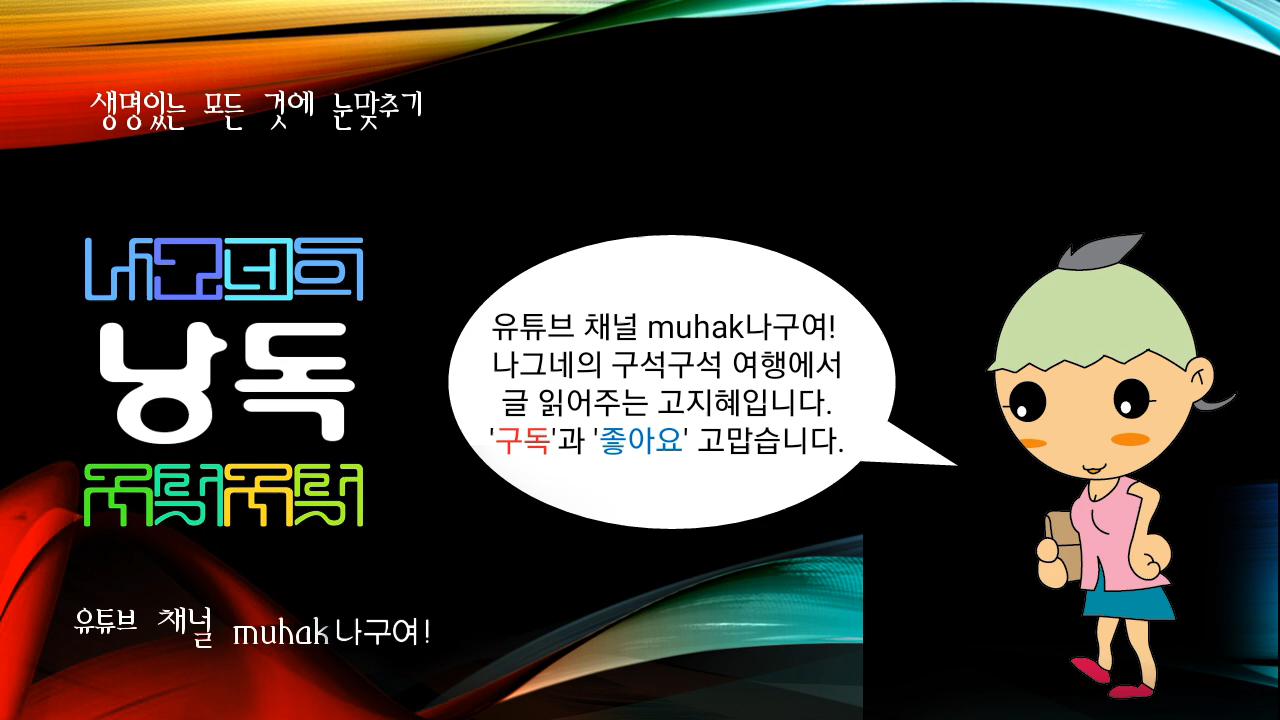 생명있는 모든 것에 눈맞추기
나그네의
낭독
구석구석
유튜브 채널 muhak나구여!
나그네의 구석구석 여행에서
글 읽어주는 고지혜입니다.
'구독'과 '좋아요' 고맙습니다.
유튜브 채널 muhak나구여!